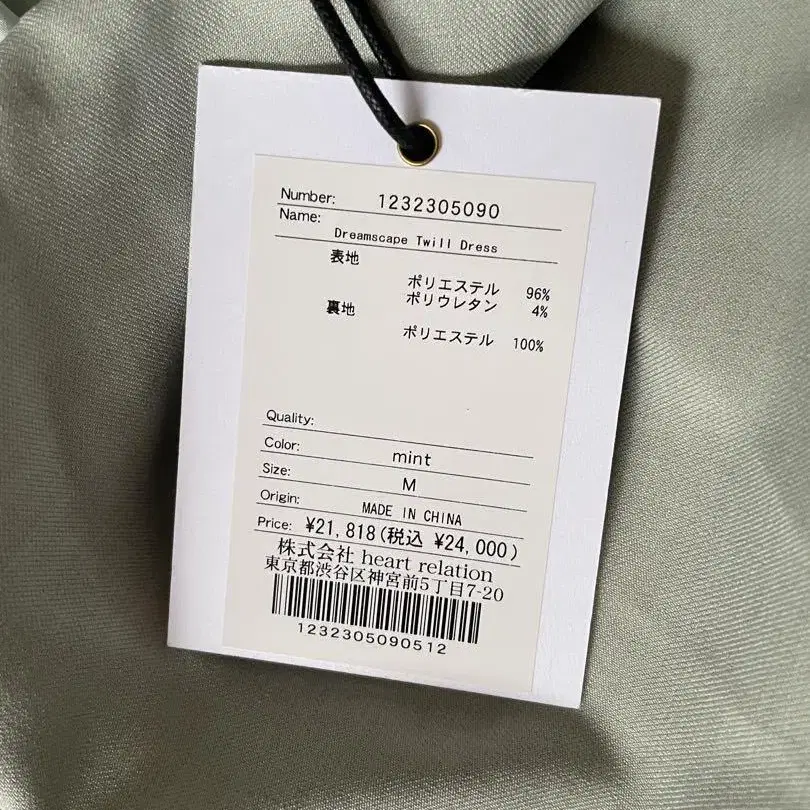 Number: 1232305090
Name:
Dreamscape Twill Dress
表地
ポリエステル 96%
ポリウレタン 4%
裏地
ポリエステル 100%
Quality:
Color: mint
Size: M
Origin: MADE IN CHINA
Price: ¥21,818(税込 ¥24,000)
株式会社 heart relation
東京都渋谷区神宮前5丁目7-20
1232305090512